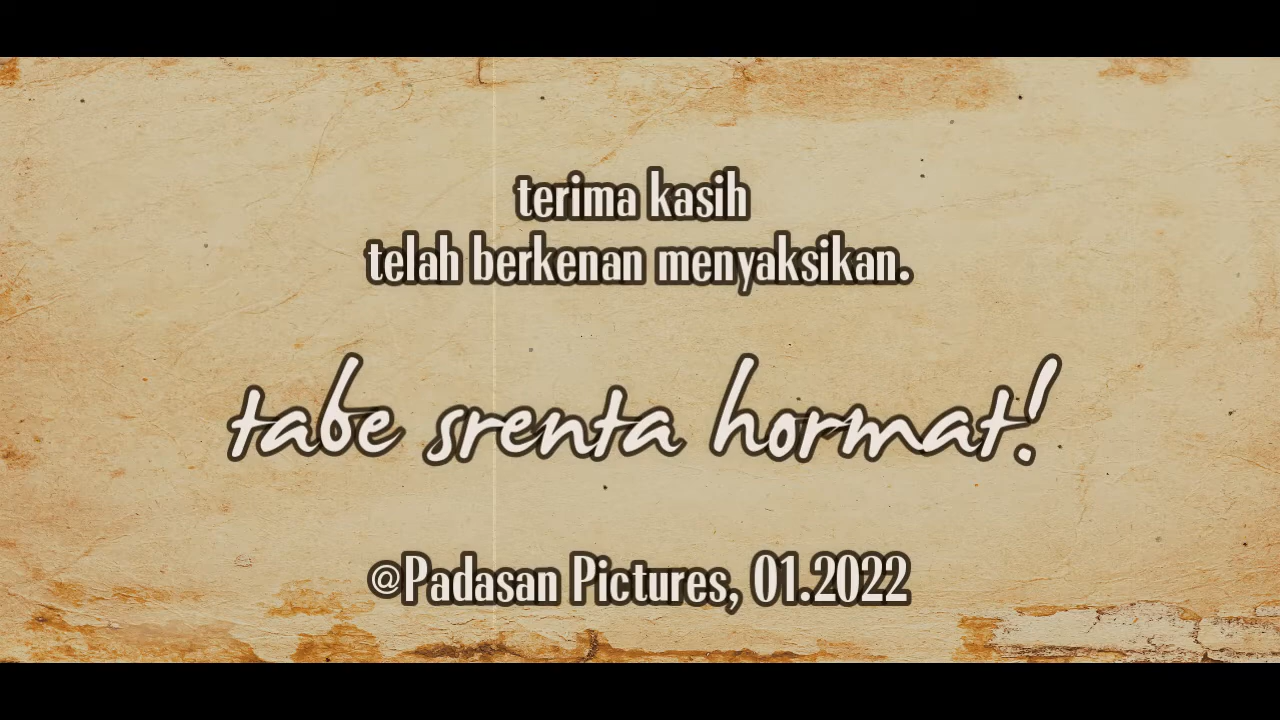 terima kasih
telah berkenan menyaksikan.
tabe srenta hormat!
@Padasan Pictures, 01.2022